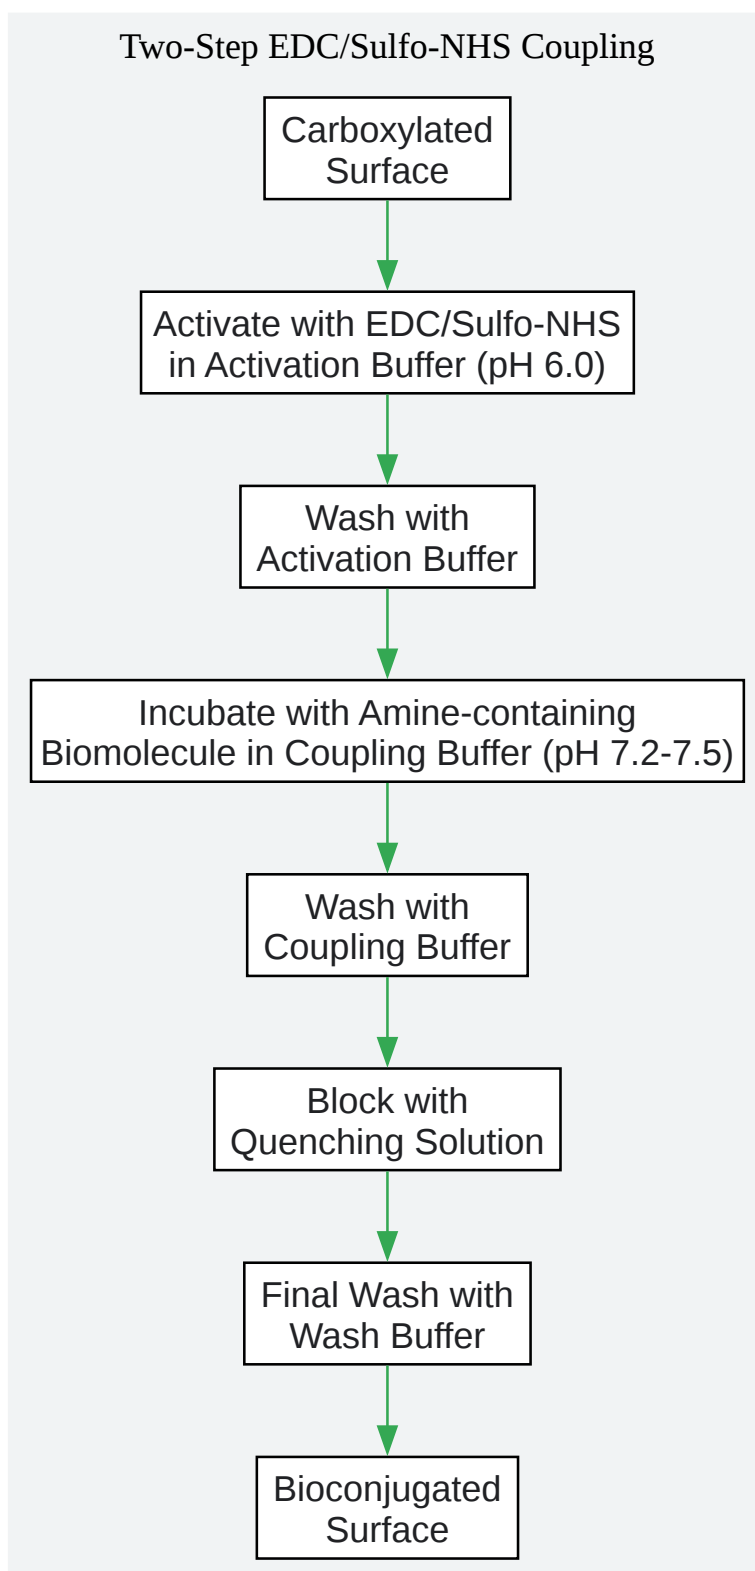 Two-Step EDC/Sulfo-NHS Coupling
Carboxylated
Surface
Activate with EDC/Sulfo-NHS
in Activation Buffer (pH 6.0)
Wash with
Activation Buffer
Incubate with Amine-containing
Biomolecule in Coupling Buffer (pH 7.2-7.5)
Wash with
Coupling Buffer
Block with
Quenching Solution
Final Wash with
Wash Buffer
Bioconjugated
Surface